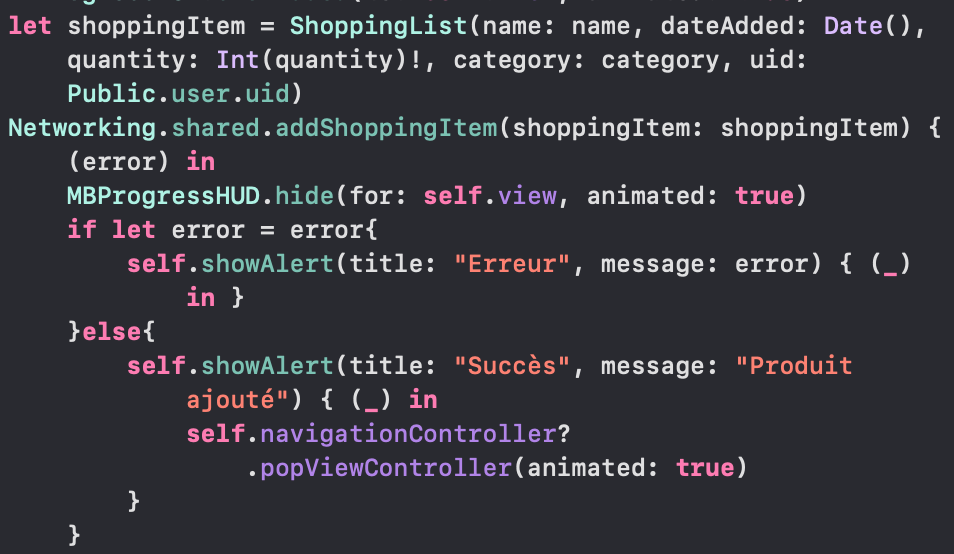 let shoppingItem = ShoppingList(name: name, dateAdded: Date(),
quantity: Int(quantity)!, category: category, uid:
Public.user.uid)
Networking.shared.addShoppingItem(shoppingItem: shoppingItem) {
(error) in
MBProgressHUD.hide(for: self.view, animated: true)
if let error = error{
self.showAlert(title: "Erreur", message: error) { (_)
in }
}else{
self.showAlert(title: "Succès", message: "Produit
ajouté") { (_) in
self.navigationController?
.popViewController(animated: true)
}
}